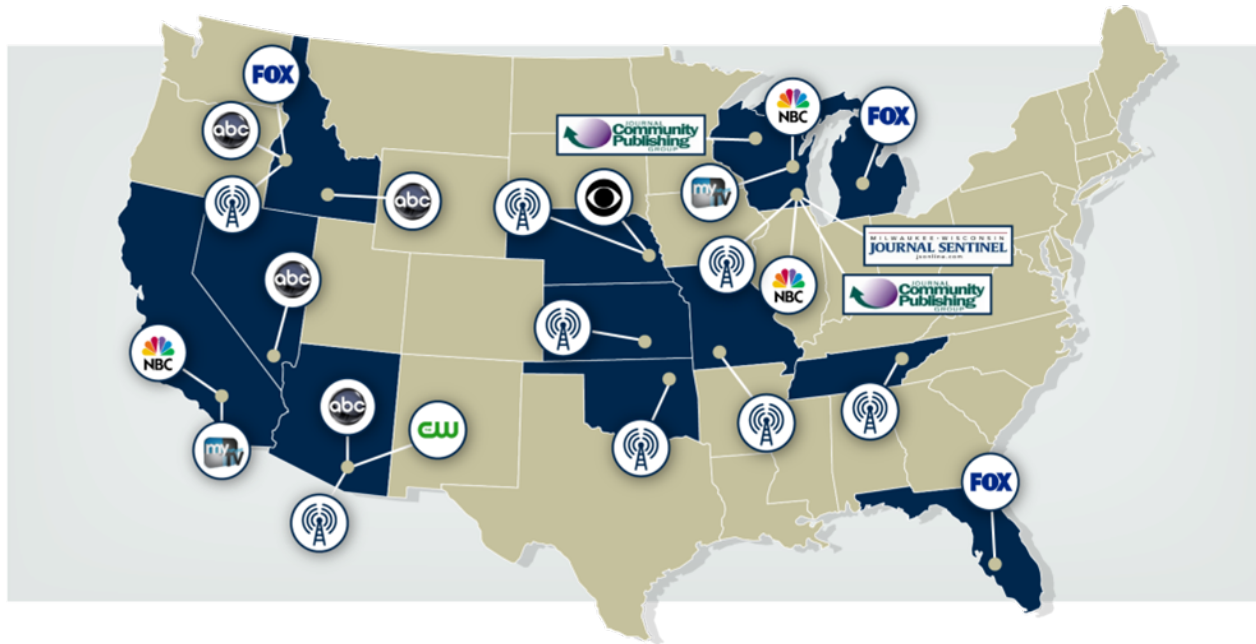 FOX
NBC
FOX
abc
JOURNAL
Community
Publishing
GROUP
my
TV
abc
MILWAUKEE • WISCONSIN
JOURNAL SENTINEL
jsonline.com
abc
NBC
JOURNAL
Community
Publishing
GROUP
NBC
abc
CW
my
TV
FOX